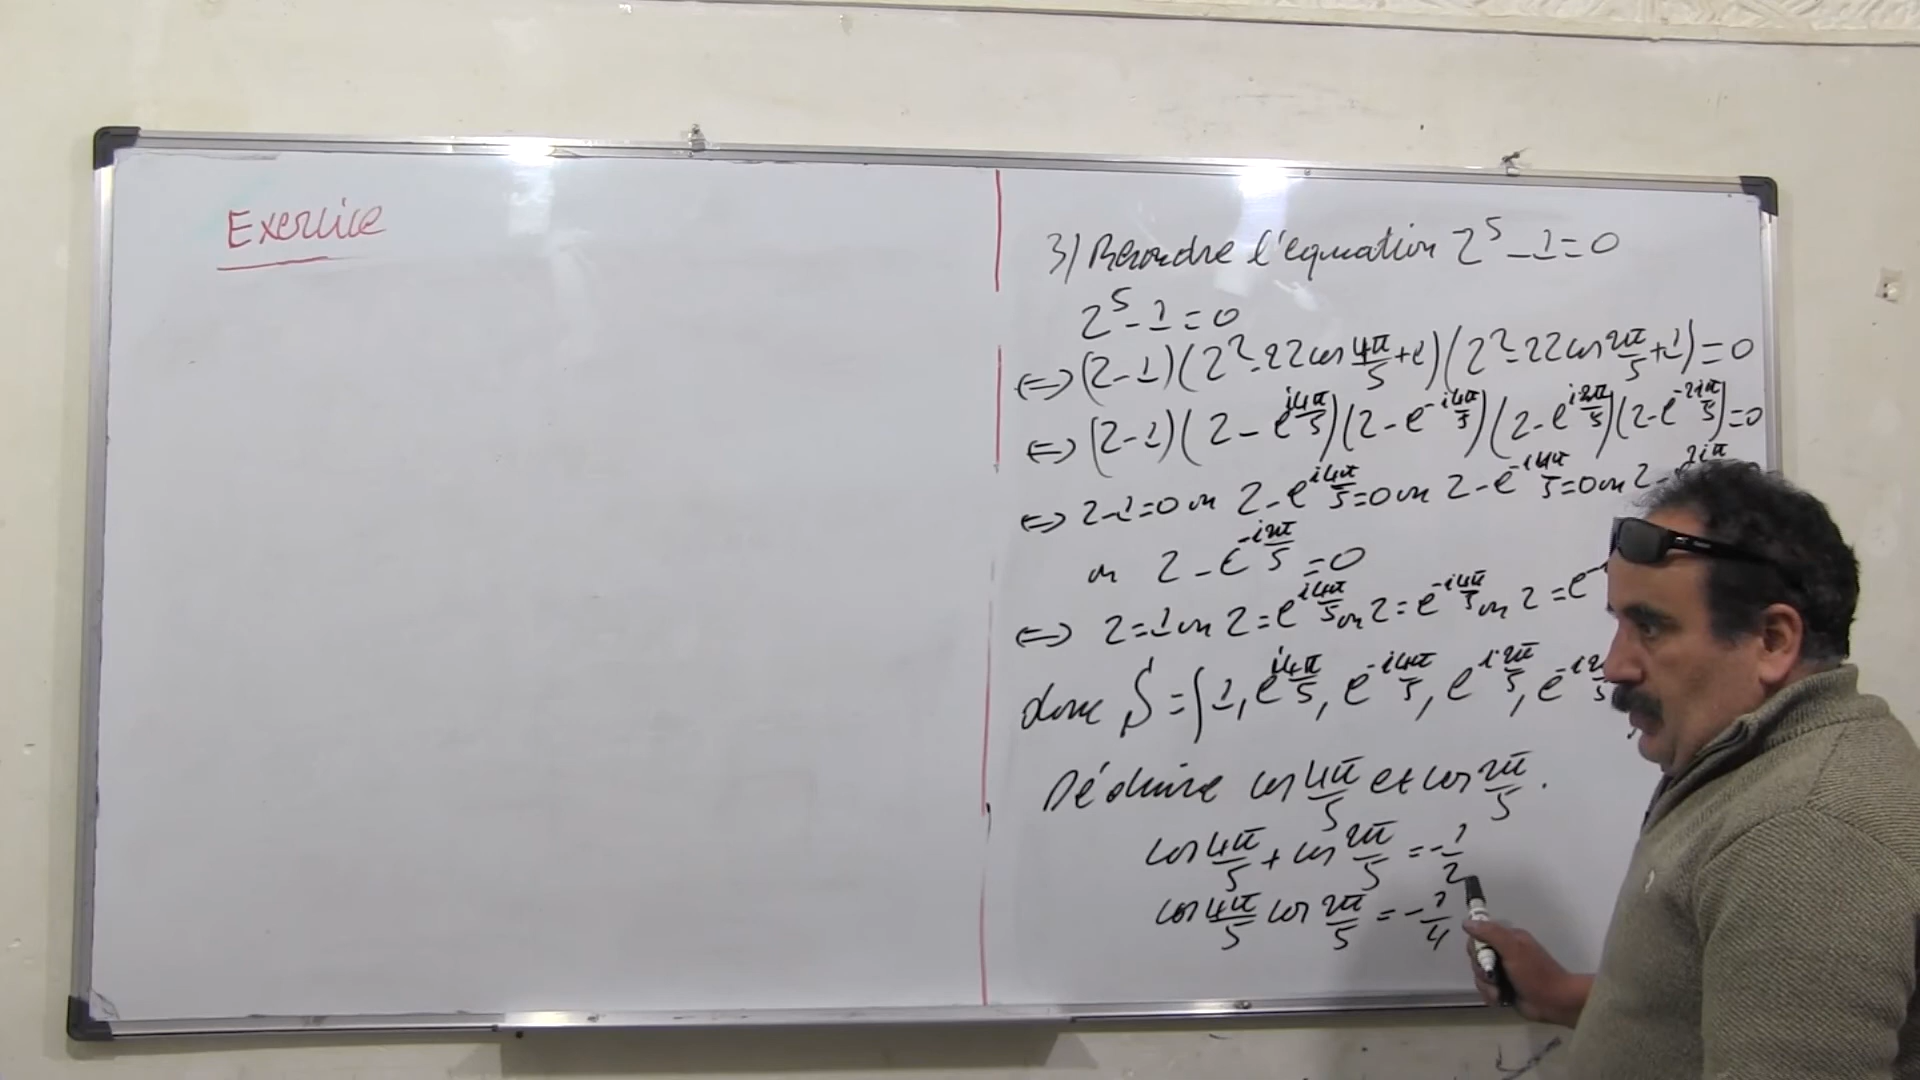 Exercice
3) Resoudre l'equation z⁵ - 1 = 0
z⁵ - 1 = 0
⇔ (z - 1)(z² - 2z cos 4π/5 + 1)(z² - 2z cos 2π/5 + 1) = 0
⇔ (z - 1)(z - e^{i4π/5})(z - e^{-i4π/5})(z - e^{i2π/5})(z - e^{-2iπ/5}) = 0
⇔ z - 1 = 0 ou z - e^{i4π/5} = 0 ou z - e^{-i4π/5} = 0 ou z -
ou z - e^{-i2π/5} = 0
⇔ z = 1 ou z = e^{i4π/5} ou z = e^{-i4π/5} ou z = e^-
donc S = {1, e^{i4π/5}, e^{-i4π/5}, e^{i2π/5}, e^{-i2
Déduire cos 4π/5 et cos 2π/5.
cos 4π/5 + cos 2π/5 = -1/2
cos 4π/5 cos 2π/5 = -1/4